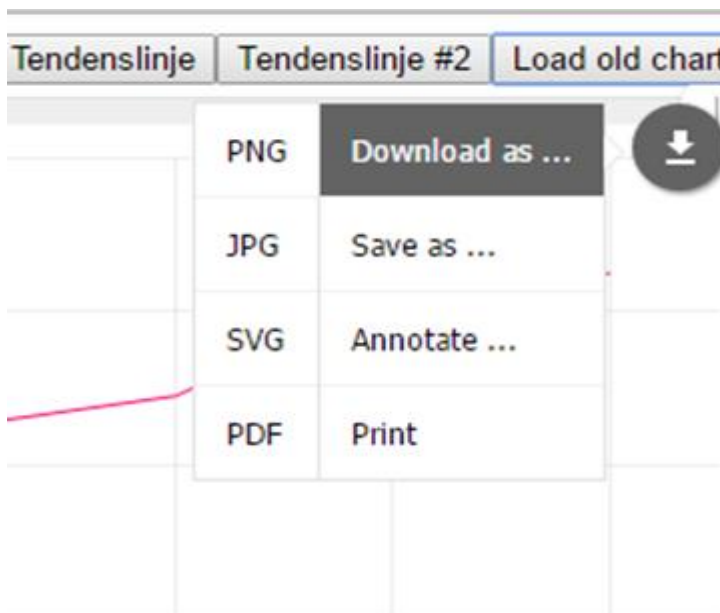 Tendenslinje Tendenslinje #2 Load old chart
PNG Download as ...
JPG Save as ...
SVG Annotate ...
PDF Print